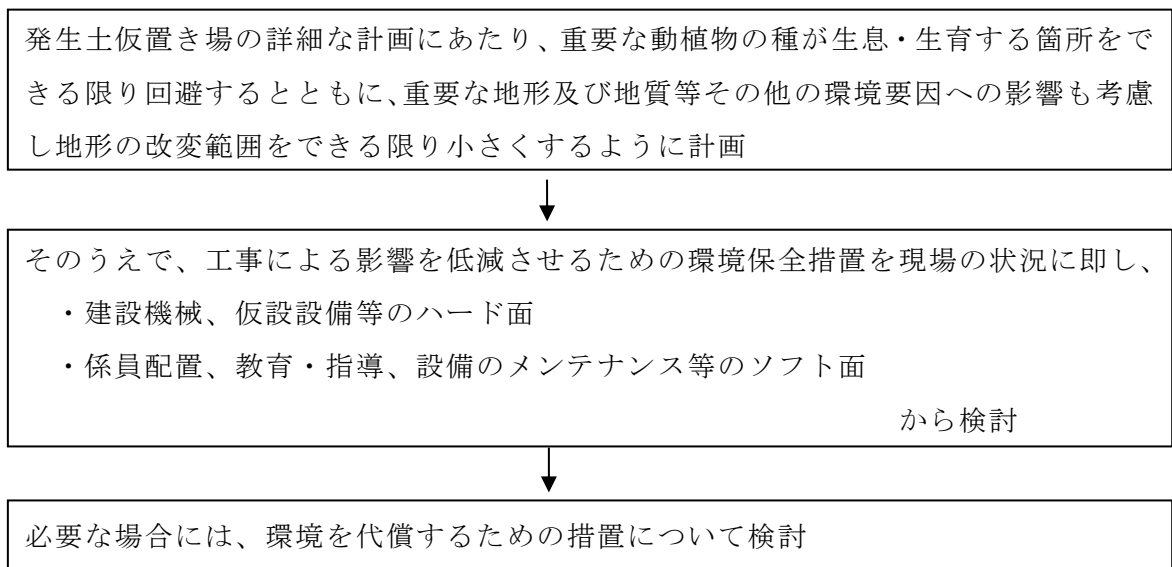 発生土仮置き場の詳細な計画にあたり、重要な動植物の種が生息・生育する箇所をで
きる限り回避するとともに、重要な地形及び地質等その他の環境要因への影響も考慮
し地形の改変範囲をできる限り小さくするように計画
そのうえで、工事による影響を低減させるための環境保全措置を現場の状況に即し、
・建設機械、仮設設備等のハード面
・係員配置、教育・指導、設備のメンテナンス等のソフト面
から検討
必要な場合には、環境を代償するための措置について検討